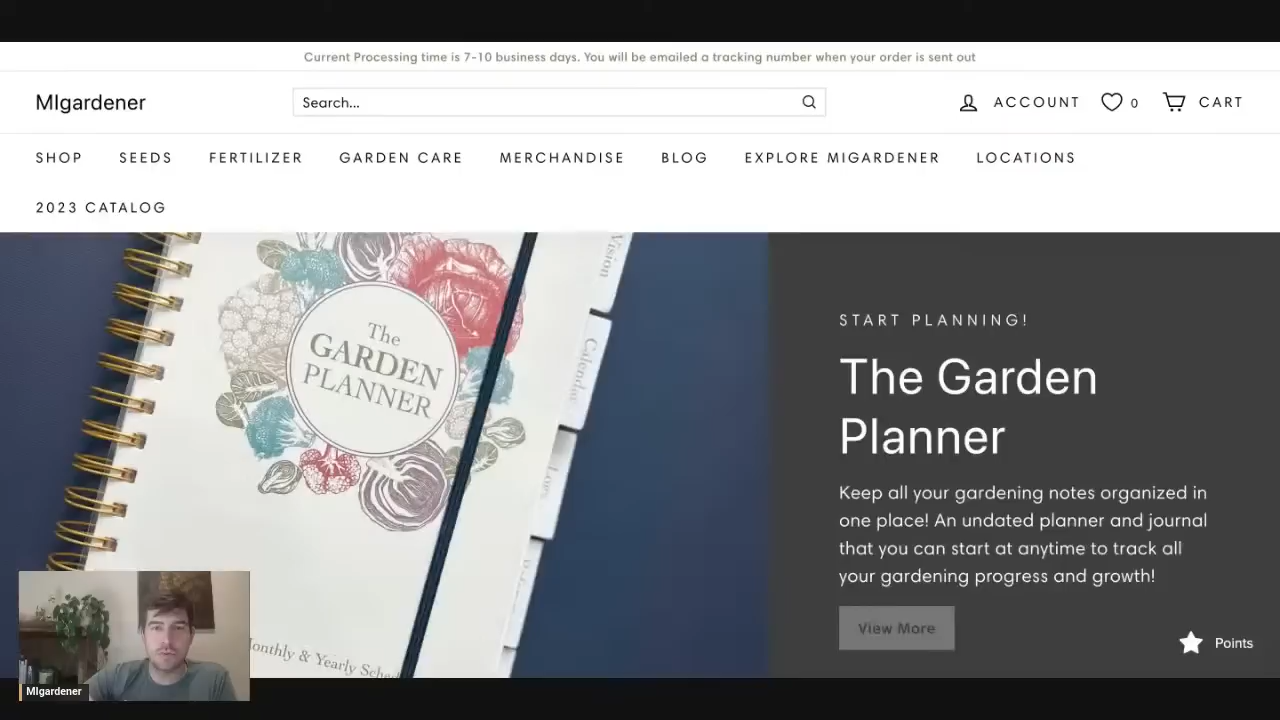 Current Processing time is 7-10 business days. You will be emailed a tracking number when your order is sent out
MIgardener
Search...
ACCOUNT
0
CART
SHOP
SEEDS
FERTILIZER
GARDEN CARE
MERCHANDISE
BLOG
EXPLORE MIGARDENER
LOCATIONS
2023 CATALOG
The
GARDEN
PLANNER
Vision
Calendar
Logs
START PLANNING!
The Garden
Planner
Keep all your gardening notes organized in
one place! An undated planner and journal
that you can start at anytime to track all
your gardening progress and growth!
View More
Points
Monthly & Yearly
MIgardener